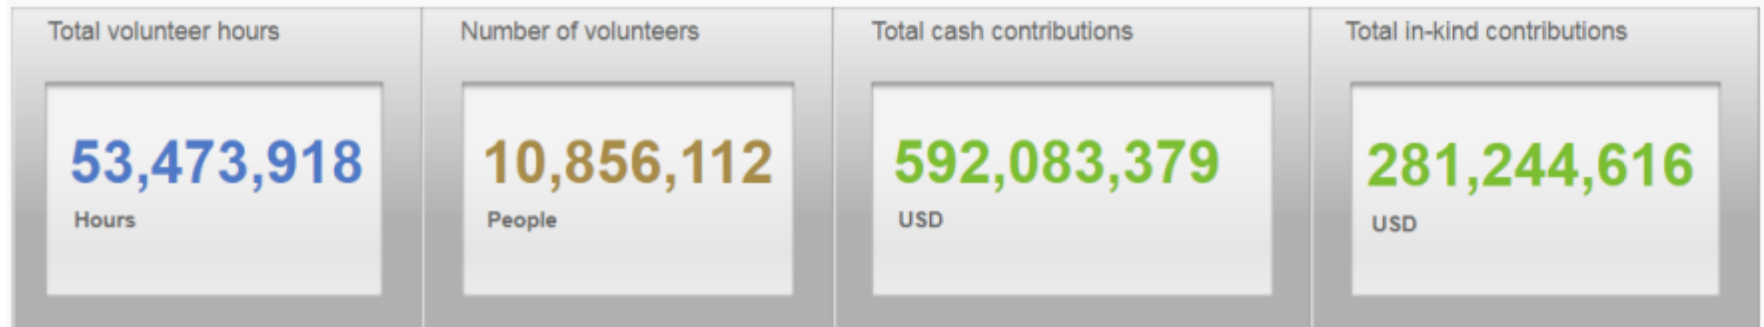 Total volunteer hours
53,473,918
Hours
Number of volunteers
10,856,112
People
Total cash contributions
592,083,379
USD
Total in-kind contributions
281,244,616
USD